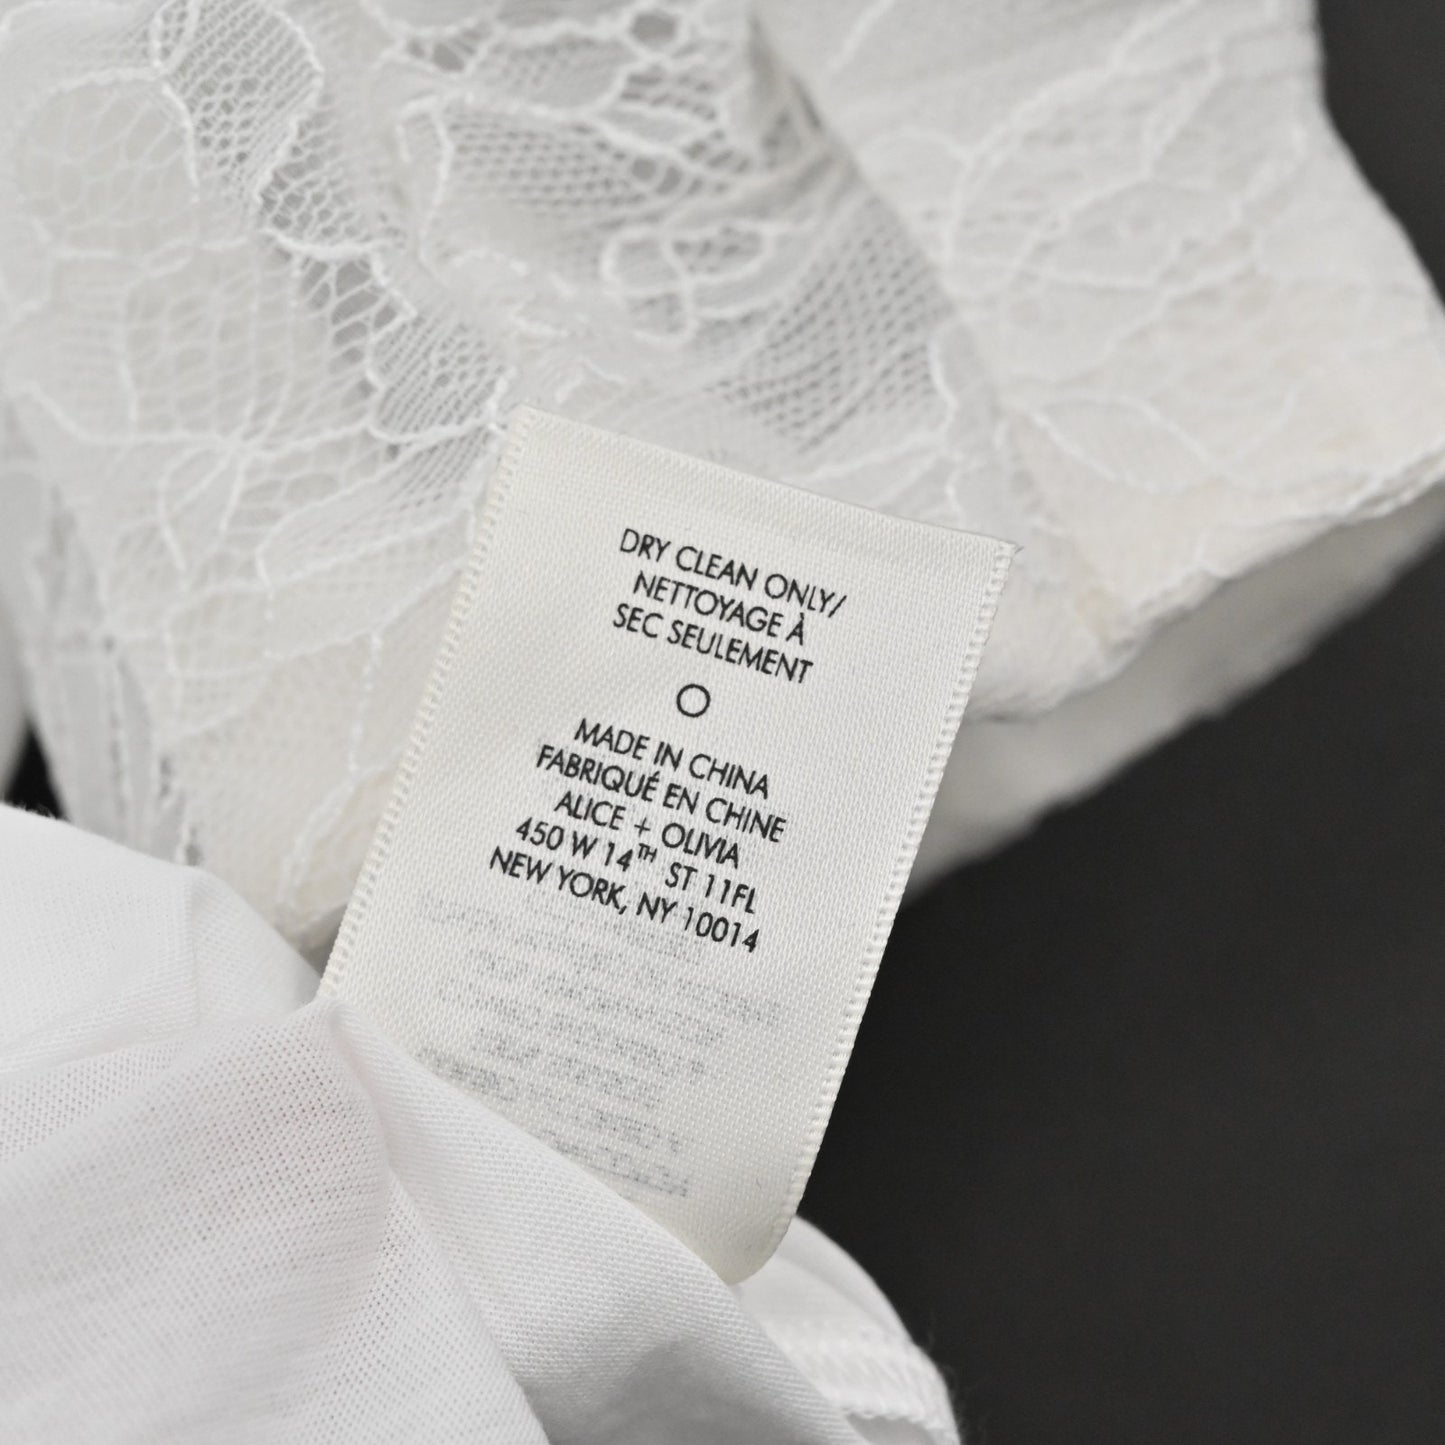 DRY CLEAN ONLY/
NETTOYAGE À
SEC SEULEMENT
MADE IN CHINA
FABRIQUÉ EN CHINE
ALICE + OLIVIA
450 W 14TH ST 11FL
NEW YORK, NY 10014